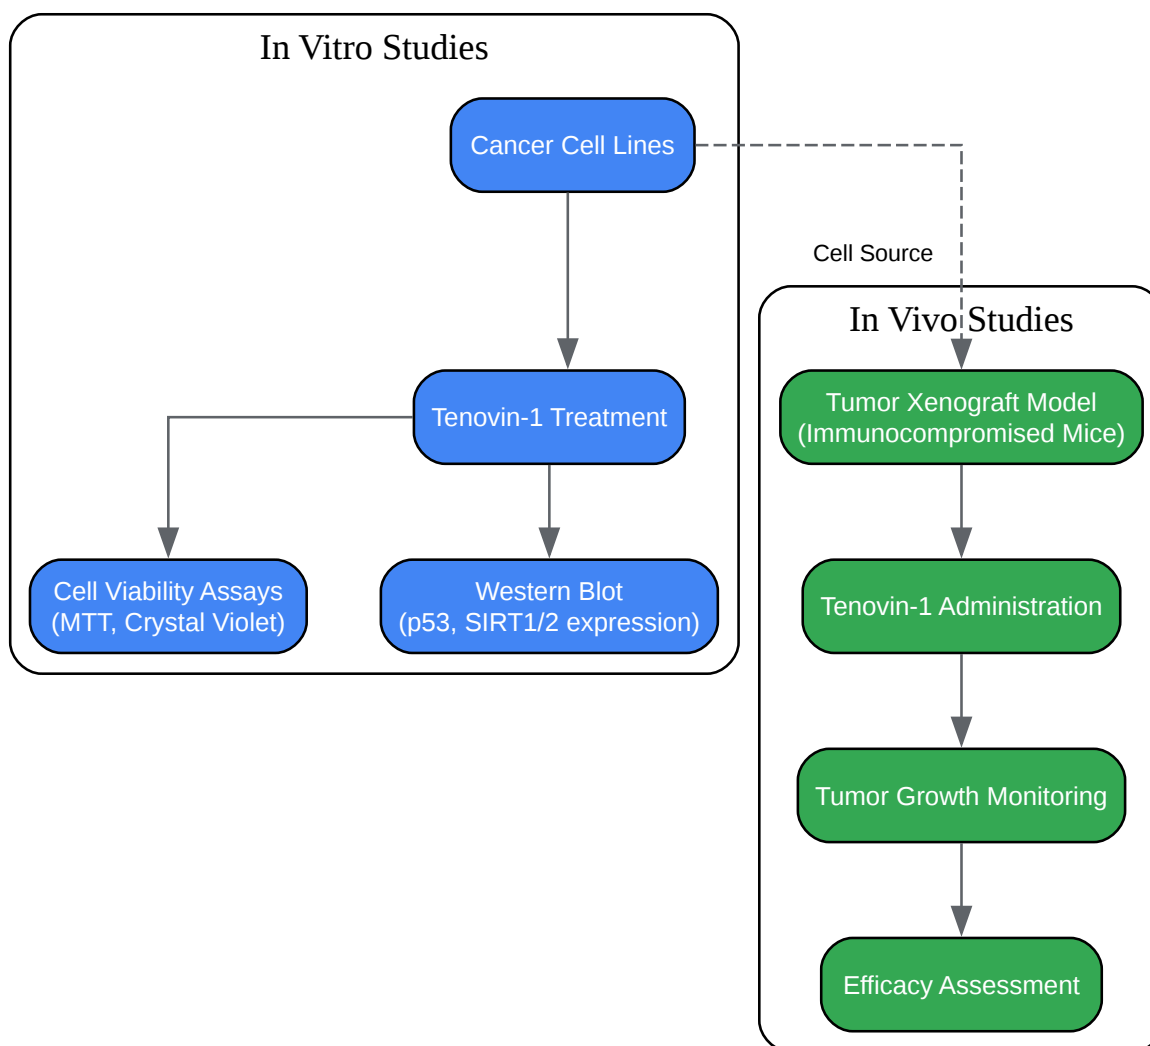 In Vitro Studies
Cancer Cell Lines
Cell Source
In Vivo Studies
Tenovin-1 Treatment
Tumor Xenograft Model
(Immunocompromised Mice)
Cell Viability Assays
(MTT, Crystal Violet)
Western Blot
(p53, SIRT1/2 expression)
Tenovin-1 Administration
Tumor Growth Monitoring
Efficacy Assessment